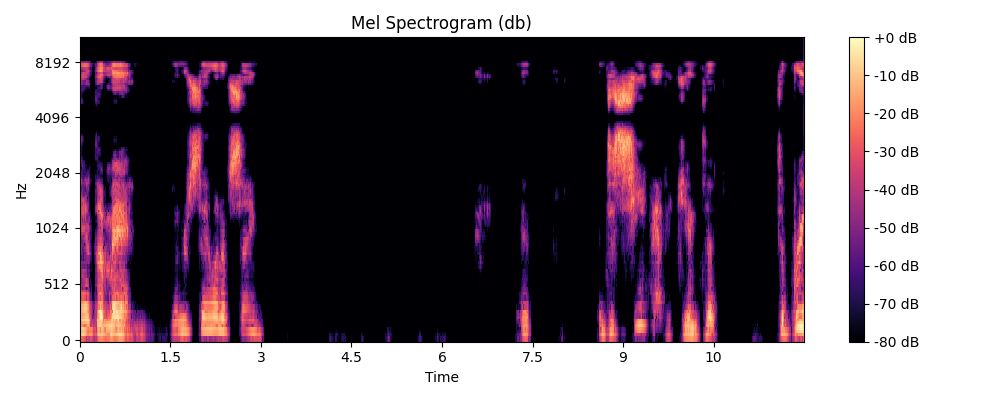 Mel Spectrogram (db)
Hz
8192
4096
2048
1024
512
0
0 1.5 3 4.5 6 7.5 9 10
Time
+0 dB
-10 dB
-20 dB
-30 dB
-40 dB
-50 dB
-60 dB
-70 dB
-80 dB